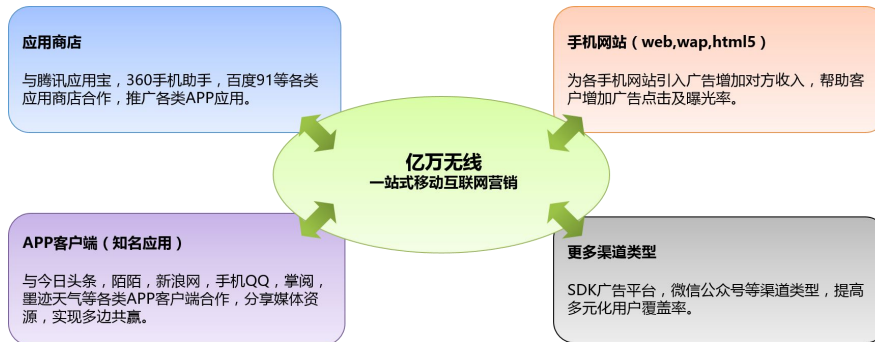 应用商店
与腾讯应用宝，360手机助手，百度91等各类
应用商店合作，推广各类APP应用。
手机网站（web,wap,html5）
为各手机网站引入广告增加对方收入，帮助客
户增加广告点击及曝光率。
亿万无线
一站式移动互联网营销
APP客户端（知名应用）
与今日头条，陌陌，新浪网，手机QQ，掌阅，
墨迹天气等各类APP客户端合作，分享媒体资
源，实现多边共赢。
更多渠道类型
SDK广告平台，微信公众号等渠道类型，提高
多元化用户覆盖率。